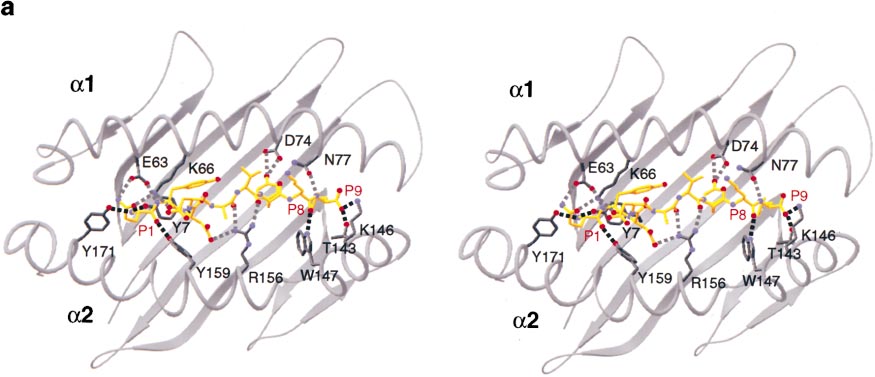 a
α1
α1
D74
D74
N77
N77
E63
E63
K66
K66
P9
P9
P8
P8
P1
P1
Y7
Y7
K146
K146
T143
T143
Y171
Y171
Y159
Y159
R156
R156
W147
W147
α2
α2